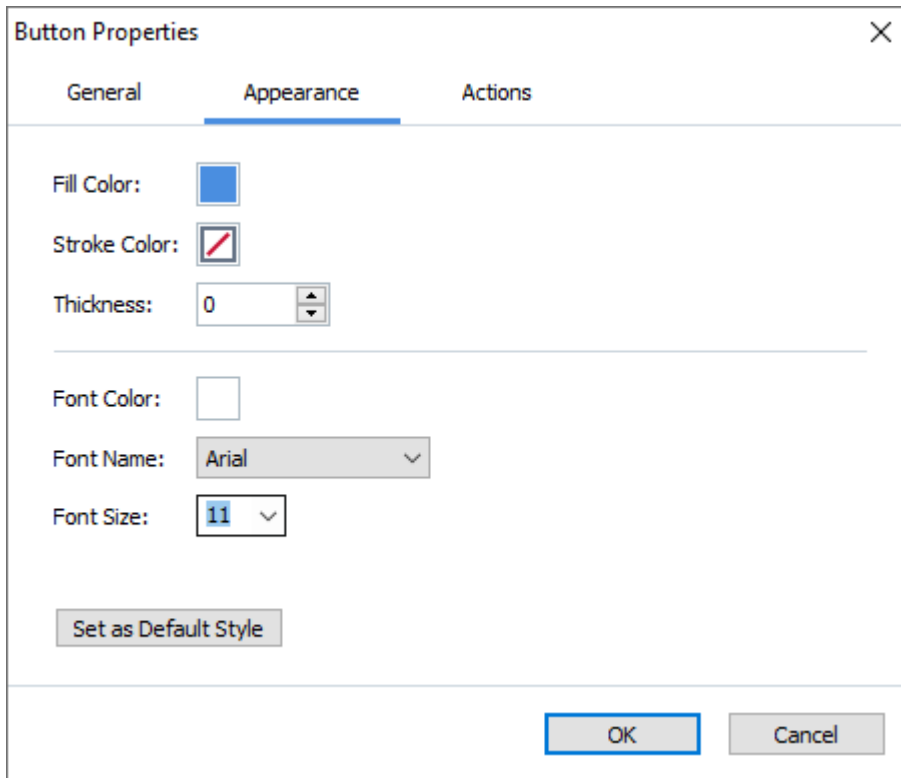 Button Properties
General Appearance Actions
Fill Color:
Stroke Color:
Thickness: 0
Font Color:
Font Name: Arial
Font Size: 11
Set as Default Style
OK Cancel